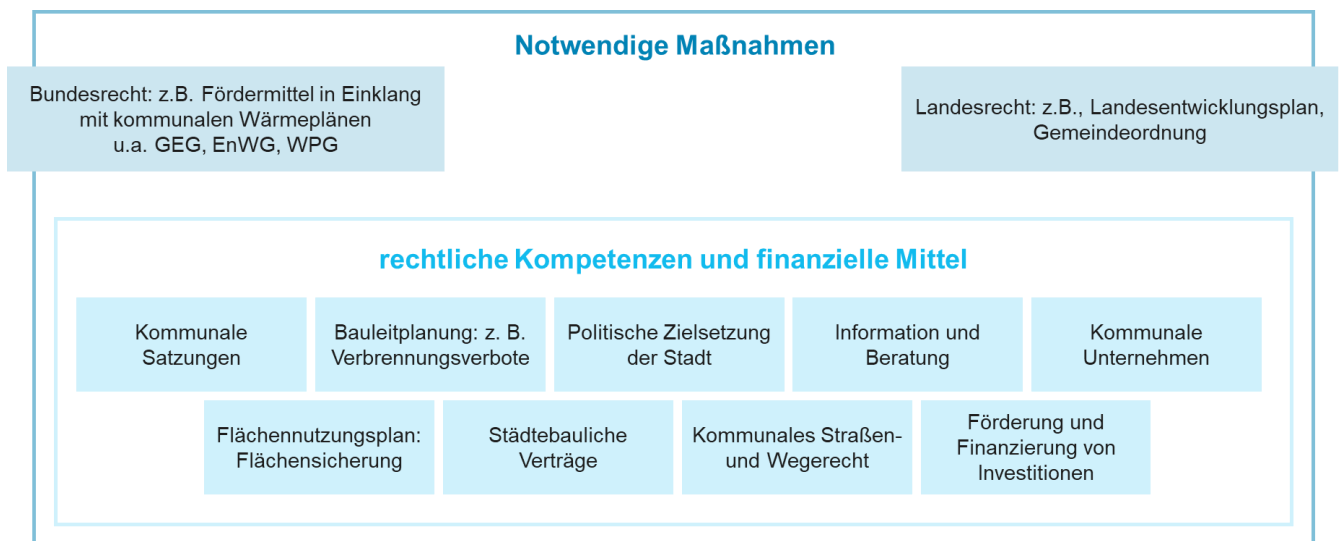 Notwendige Maßnahmen
Bundesrecht: z.B. Fördermittel in Einklang
mit kommunalen Wärmeplänen
u.a. GEG, EnWG, WPG
Landesrecht: z.B., Landesentwicklungsplan,
Gemeindeordnung
rechtliche Kompetenzen und finanzielle Mittel
Kommunale
Satzungen
Bauleitplanung: z. B.
Verbrennungsverbote
Politische Zielsetzung
der Stadt
Information und
Beratung
Kommunale
Unternehmen
Flächennutzungsplan:
Flächensicherung
Städtebauliche
Verträge
Kommunales Straßen-
und Wegerecht
Förderung und
Finanzierung von
Investitionen